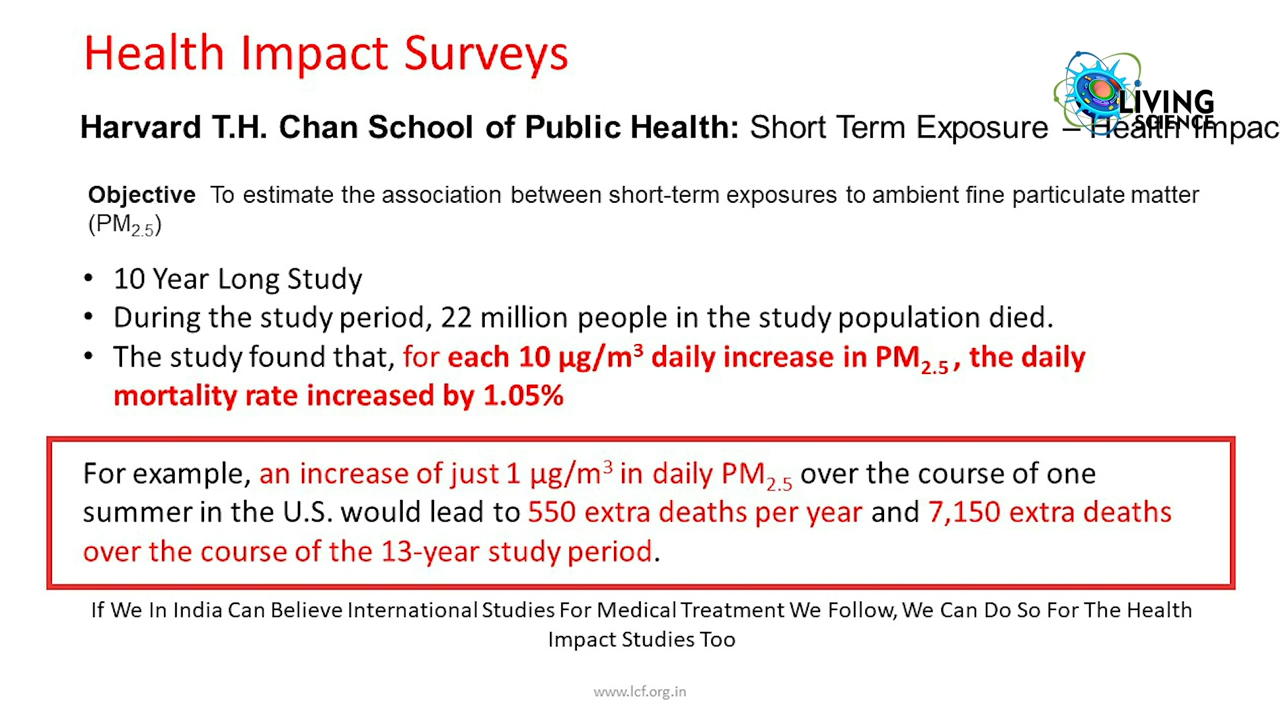 Health Impact Surveys
LIVING
SCIENCE
Harvard T.H. Chan School of Public Health: Short Term Exposure – Health Impac
Objective To estimate the association between short-term exposures to ambient fine particulate matter
(PM2.5)
• 10 Year Long Study
• During the study period, 22 million people in the study population died.
• The study found that, for each 10 µg/m³ daily increase in PM2.5, the daily
mortality rate increased by 1.05%
For example, an increase of just 1 µg/m³ in daily PM2.5 over the course of one
summer in the U.S. would lead to 550 extra deaths per year and 7,150 extra deaths
over the course of the 13-year study period.
If We In India Can Believe International Studies For Medical Treatment We Follow, We Can Do So For The Health
Impact Studies Too
www.lcf.org.in